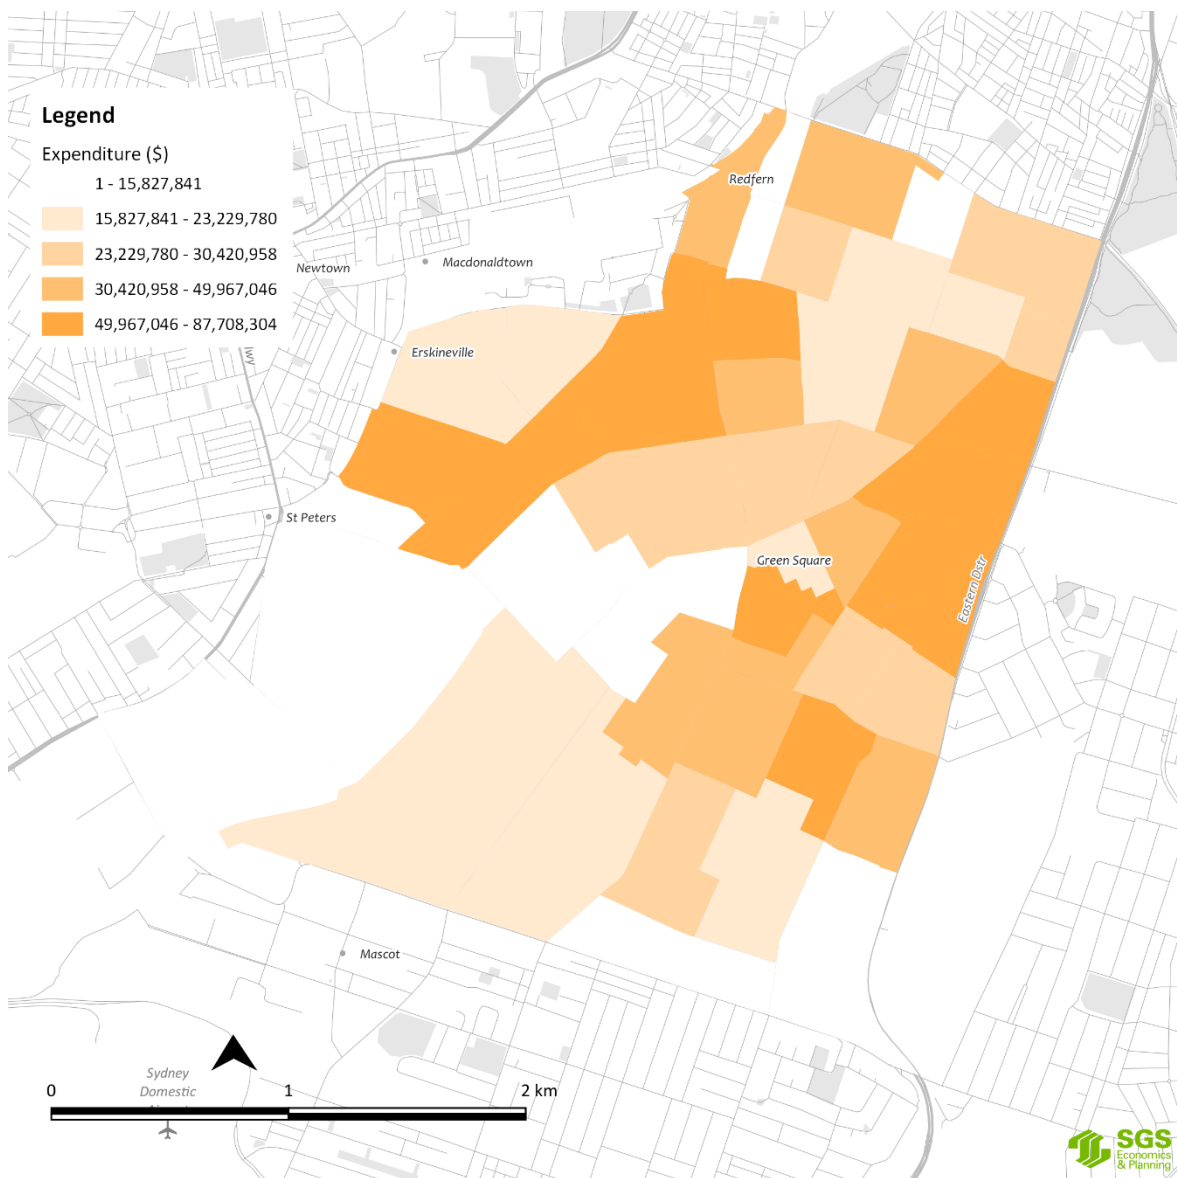 Legend
Expenditure ($)
1 - 15,827,841
15,827,841 - 23,229,780
23,229,780 - 30,420,958
30,420,958 - 49,967,046
49,967,046 - 87,708,304
Redfern
Macdonaldtown
Newtown
Erskineville
St Peters
Green Square
Eastern Dstr
Mascot
Sydney
Domestic
0 1 2 km
SGS
Economics
& Planning